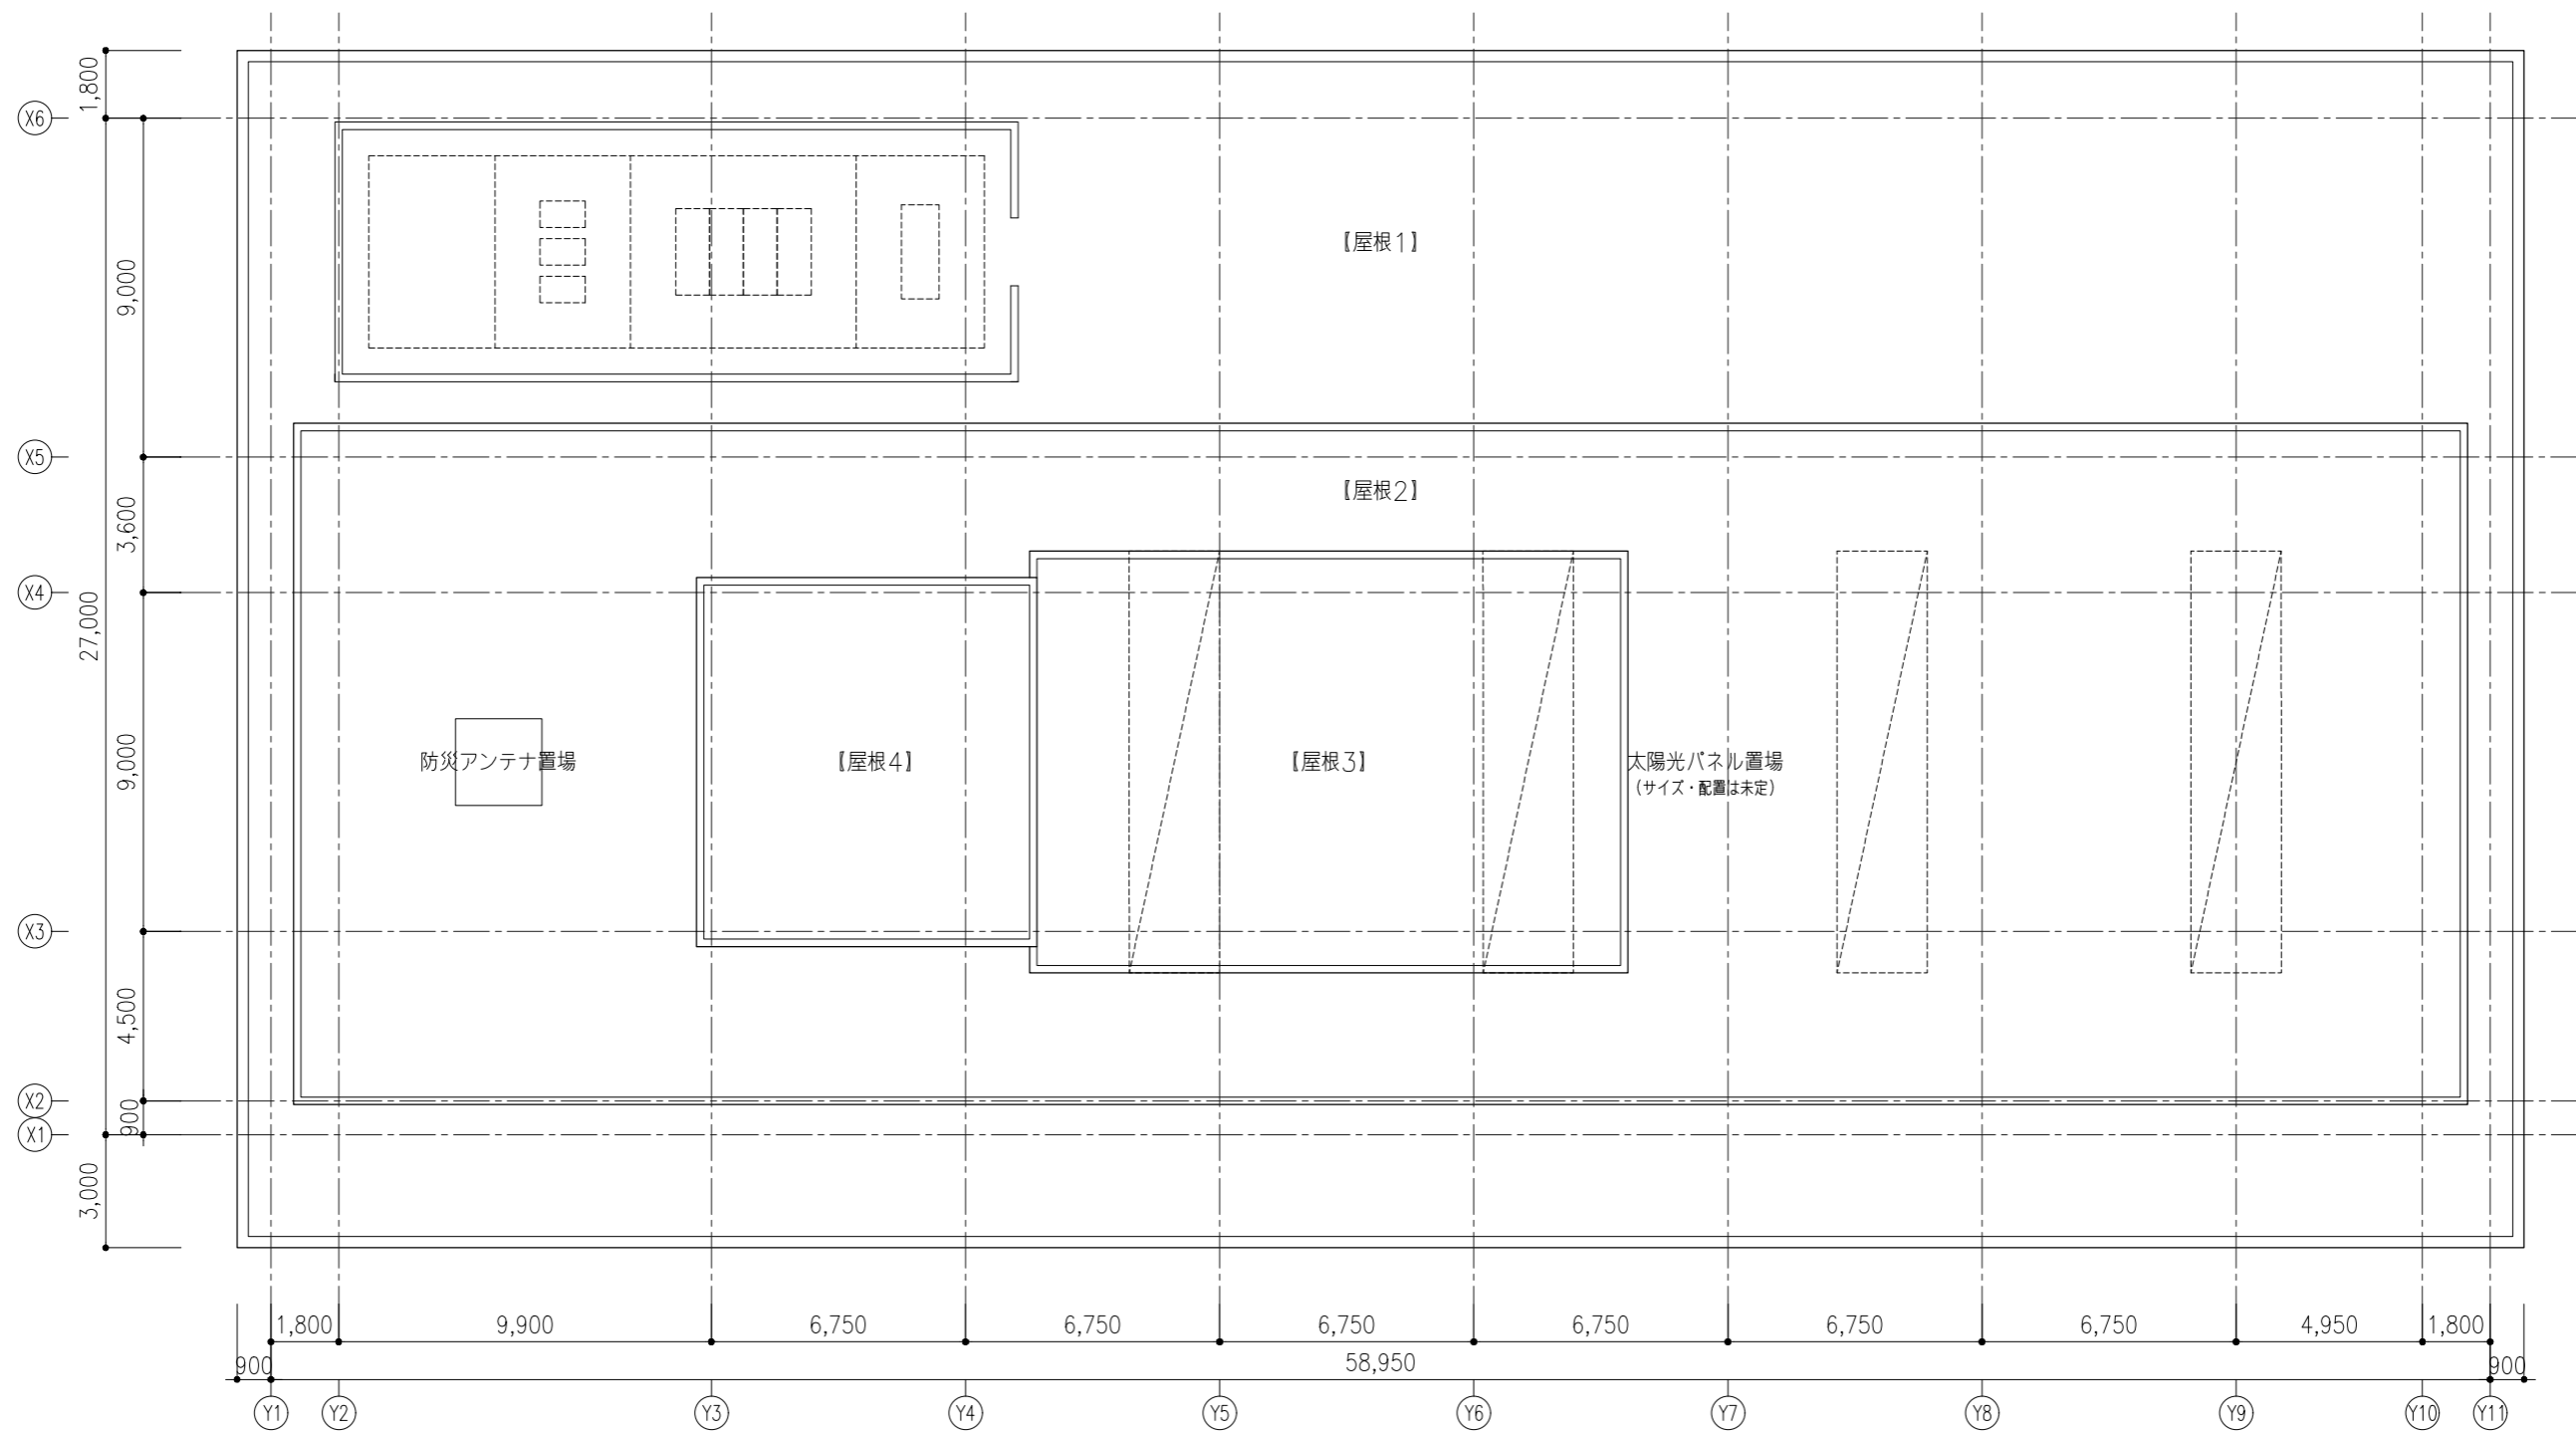 1,800
X6
9,000
【屋根1】
X5
3,600
【屋根2】
X4
27,000
9,000
防災アンテナ置場
【屋根4】
【屋根3】
太陽光パネル置場
(サイズ・配置は未定)
X3
4,500
X2
900
X1
3,000
1,800
9,900
6,750
6,750
6,750
6,750
6,750
6,750
4,950
1,800
900
58,950
900
Y1
Y2
Y3
Y4
Y5
Y6
Y7
Y8
Y9
Y10
Y11